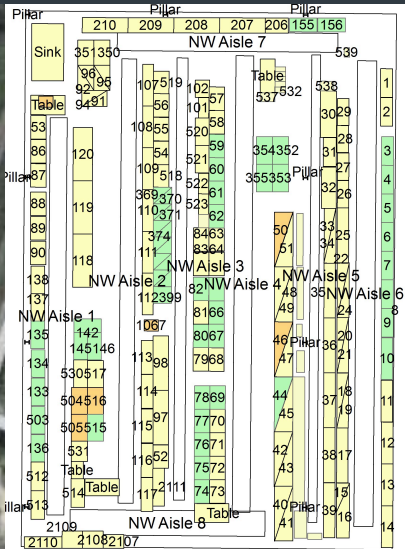 Pillar Pillar Pillar
210 209 208 207 206 155 156
NW Aisle 7
Sink 351 350 539
96 95
92 91
94
Table
107 519 102 57 Table 532 537 538 1
53 56 101 30 29 2
86 108 55 520 58
120 54 521 59 354 352 31 28 3
Pillar 87 109 518 60 355 353 Pillar 27 4
88 119 369 370 522 61 32 26 5
89 110 371 523 62 50 33 25 6
90 118 374 84 63 51 34 22 7
111 83 64
NW Aisle 2 NW Aisle 3 NW Aisle 4 NW Aisle 5 NW Aisle 6
138 112 399 82 48 35
137 49 24 8
NW Aisle 1 1067 81 66 20 9
135 142 80 67 46 Pillar 36 21
145 146 113 98 79 68 47 10
134 530 517
133 504 516 114 78 69 44 37 18 11
503 505 515 115 97 77 70 45 19
136 531 76 71 42 38 17 12
512 Table 116 52 75 72 43 13
513 514 Table 117 2111 74 73 40 Pillar 39 15
Pillar Table 41 16 14
2109 NW Aisle 8
2110 2108 2107